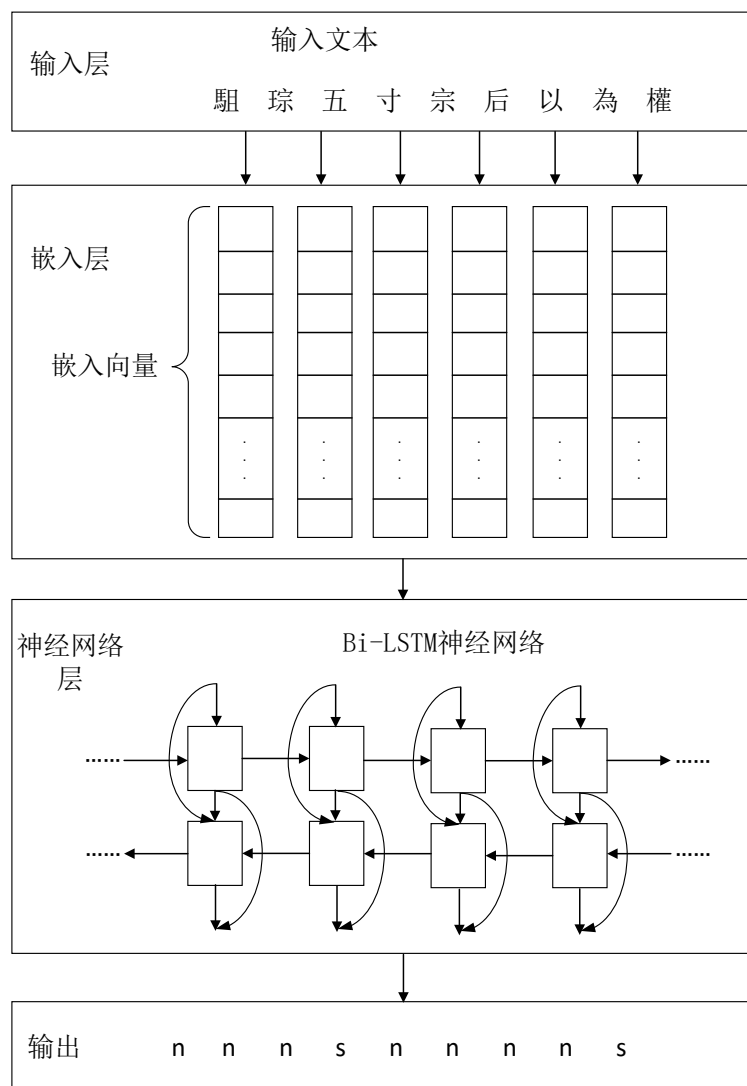 输入文本
输入层
駔 琮 五 寸 宗 后 以 為 權
嵌入层
嵌入向量
神经网络
层
Bi-LSTM神经网络
······ ······
······ ······
输出 n n n s n n n n s